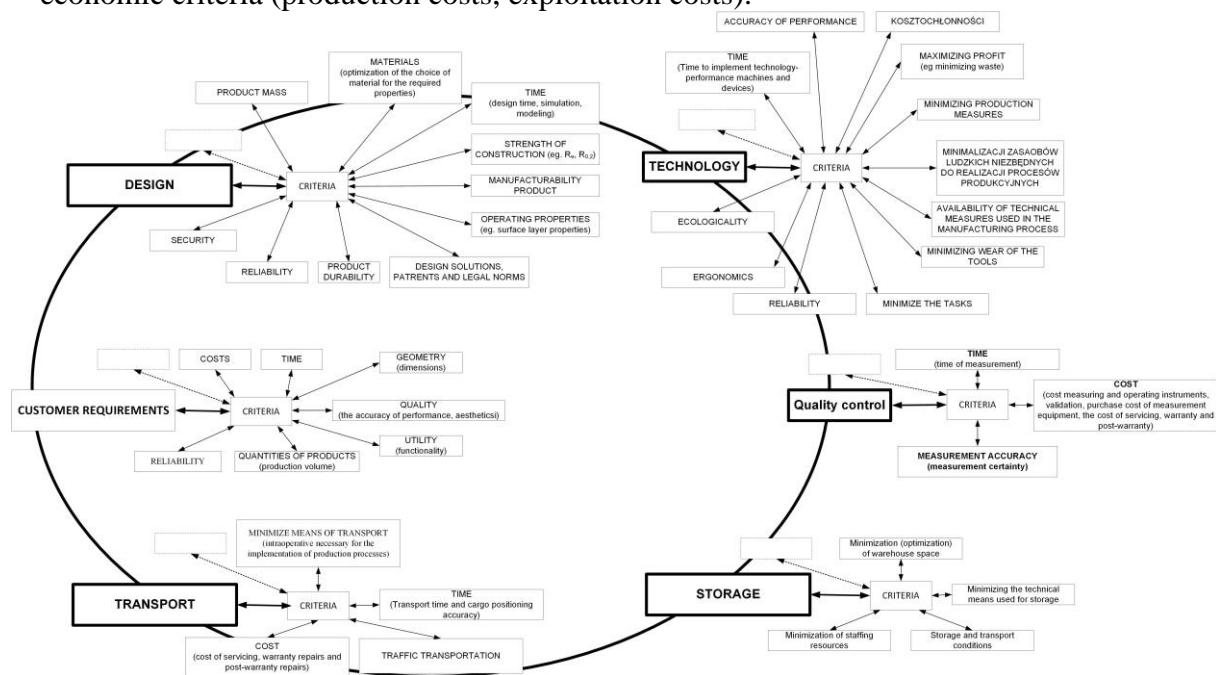 economic criteria (production costs, exploitation costs).
ACCURACY OF PERFORMANCE
KOSZTOCHŁONNOŚCI
TIME
(Time to implement technology-
performance machines and
devices)
MAXIMIZING PROFIT
(eg minimizing waste)
MINIMIZING PRODUCTION
MEASURES
TECHNOLOGY
CRITERIA
MINIMALIZACJI ZASAOBÓW
LUDZKICH NIEZBĘDNYCH
DO REALIZACJI PROCESÓW
PRODUKCYJNYCH
ECOLOGICALITY
AVAILABILITY OF TECHNICAL
MEASURES USED IN THE
MANUFACTURING PROCESS
ERGONOMICS
MINIMIZING WEAR OF THE
TOOLS
RELIABILITY
MINIMIZE THE TASKS
MATERIALS
(optimization of the choice of
material for the required
properties)
PRODUCT MASS
TIME
(design time, simulation,
modeling)
STRENGTH OF
CONSTRUCTION (eg. Rₑ, R₀,₂)
DESIGN
CRITERIA
MANUFACTURABILITY
PRODUCT
OPERATING PROPERTIES
(eg. surface layer properties)
SECURITY
RELIABILITY
PRODUCT
DURABILITY
DESIGN SOLUTIONS,
PATRENTS AND LEGAL NORMS
COSTS
TIME
GEOMETRY
(dimensions)
CUSTOMER REQUIREMENTS
CRITERIA
QUALITY
(the accuracy of performance, aestheticsi)
UTILITY
(functionality)
RELIABILITY
QUANTITIES OF PRODUCTS
(production volume)
TIME
(time of measurement)
Quality control
CRITERIA
COST
(cost measuring and operating instruments,
validation, purchase cost of measurement
equipment, the cost of servicing, warranty and
post-warranty)
MEASUREMENT ACCURACY
(measurement certainty)
MINIMIZE MEANS OF TRANSPORT
(intraoperative necessary for the
implementation of production processes)
TRANSPORT
CRITERIA
TIME
(Transport time and cargo positioning
accuracy)
COST
(cost of servicing, warranty repairs and
post-warranty repairs)
TRAFFIC TRANSPORTATION
Minimization (optimization)
of warehouse space
STORAGE
CRITERIA
Minimizing the technical
means used for storage
Minimization of staffing
resources
Storage and transport
conditions